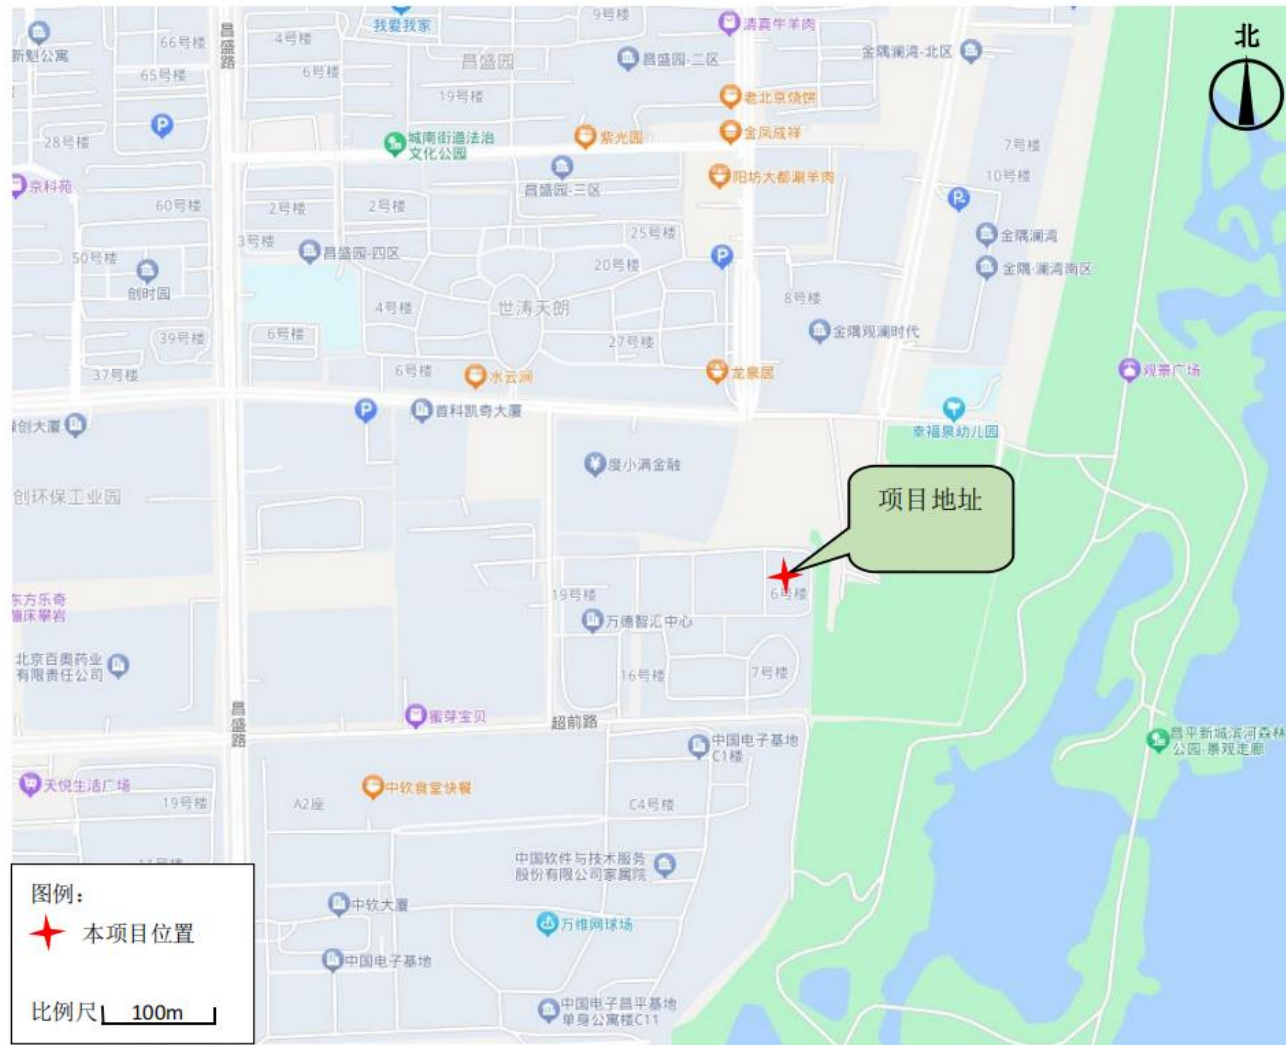 我爱我家
9号楼
清真牛羊肉
北
新魁公寓
66号楼
昌盛路
4号楼
昌盛园
昌盛园-二区
金隅澜湾-北区
65号楼
6号楼
19号楼
老北京烧饼
28号楼
城南街道法治
文化公园
紫光园
金凤成祥
7号楼
京科苑
昌盛园-三区
阳坊大都涮羊肉
10号楼
60号楼
2号楼
2号楼
3号楼
昌盛园-四区
25号楼
金隅澜湾
50号楼
创时园
20号楼
金隅·澜湾南区
4号楼
世涛天朗
8号楼
39号楼
6号楼
27号楼
金隅观澜时代
37号楼
6号楼
水云涧
龙泉居
观景广场
首科凯奇大厦
创大厦
幸福泉幼儿园
度小满金融
创环保工业园
项目地址
东方乐奇
蹦床攀岩
19号楼
6号楼
万德智汇中心
北京百奥药业
有限责任公司
16号楼
7号楼
昌盛路
蜜芽宝贝
超前路
中国电子基地
C1楼
昌平新城滨河森林
公园-景观走廊
天悦生活广场
19号楼
A2座
中软食堂快餐
C4号楼
中国软件与技术服务
股份有限公司家属院
图例：
本项目位置
中软大厦
万维网球场
中国电子基地
比例尺 100m
中国电子昌平基地
单身公寓楼C11